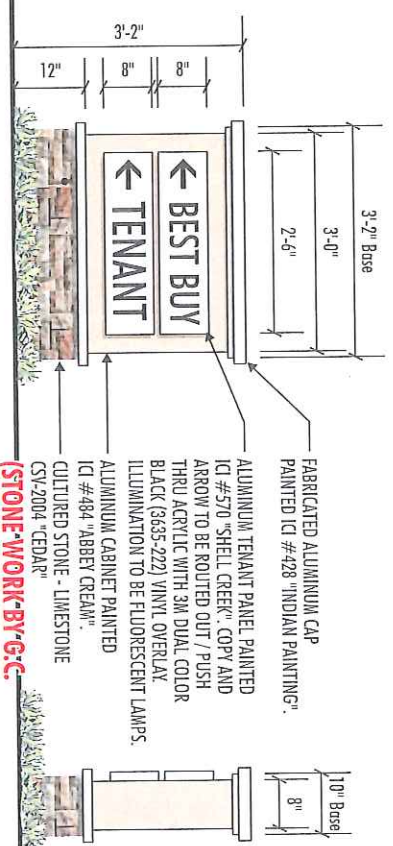 3'-2" Base
3'-0"
2'-6"
3'-2"
12"
8"
8"
← BEST BUY
← TENANT
FABRICATED ALUMINUM CAP
PAINTED ICI #428 "INDIAN PAINTING".
ALUMINUM TENANT PANEL PAINTED
ICI #570 "SHELL CREEK". COPY AND
ARROW TO BE ROUTED OUT / PUSH
THRU ACRYLIC WITH 3M DUAL COLOR
BLACK (3635-222) VINYL OVERLAY.
ILLUMINATION TO BE FLUORESCENT LAMPS.
ALUMINUM CABINET PAINTED
ICI #484 "ABBEY CREAM".
CULTURED STONE - LIMESTONE
CSV-2004 "CEDAR"
(STONE WORK BY G.C.
10" Base
8"